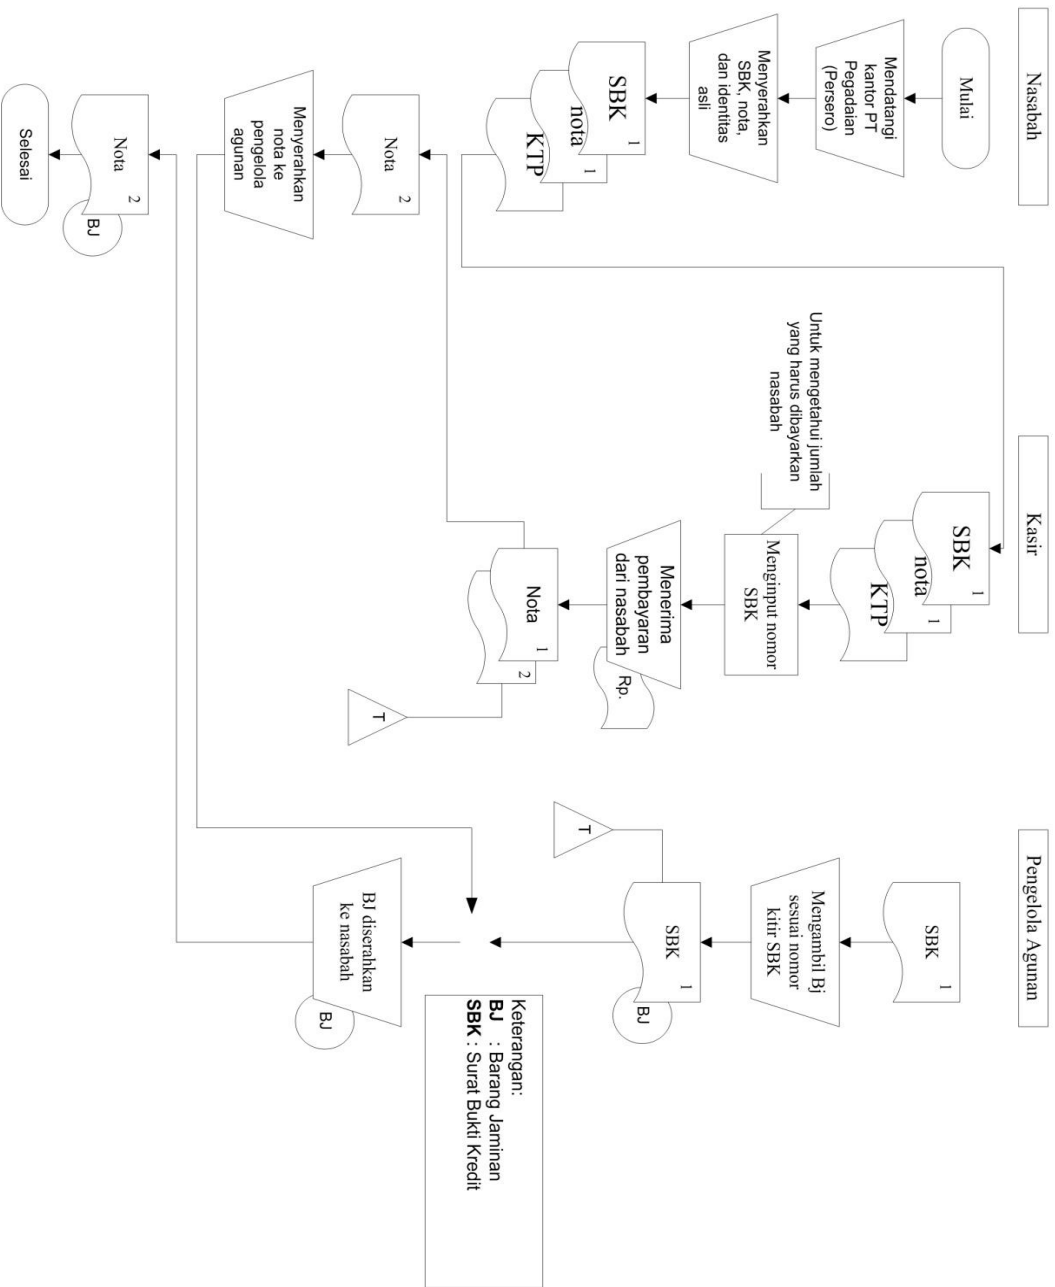 Nasabah
Mulai
Mendatangi
kantor PT
Pegadaian
(Persero)
Menyerahkan
SBK, nota,
dan identitas
asli
SBK
1
nota
1
KTP
Nota
2
Menyerahkan
nota ke
pengelola
agunan
Nota
2
BJ
Selesai
Kasir
SBK
1
nota
1
KTP
Menginput nomor
SBK
Untuk mengetahui jumlah
yang harus dibayarkan
nasabah
Menerima
pembayaran
dari nasabah
Rp.
Nota
1
2
T
Pengelola Agunan
SBK
1
Mengambil Bj
sesuai nomor
kitir SBK
SBK
1
BJ
T
BJ diserahkan
ke nasabah
BJ
Keterangan:
BJ : Barang Jaminan
SBK : Surat Bukti Kredit